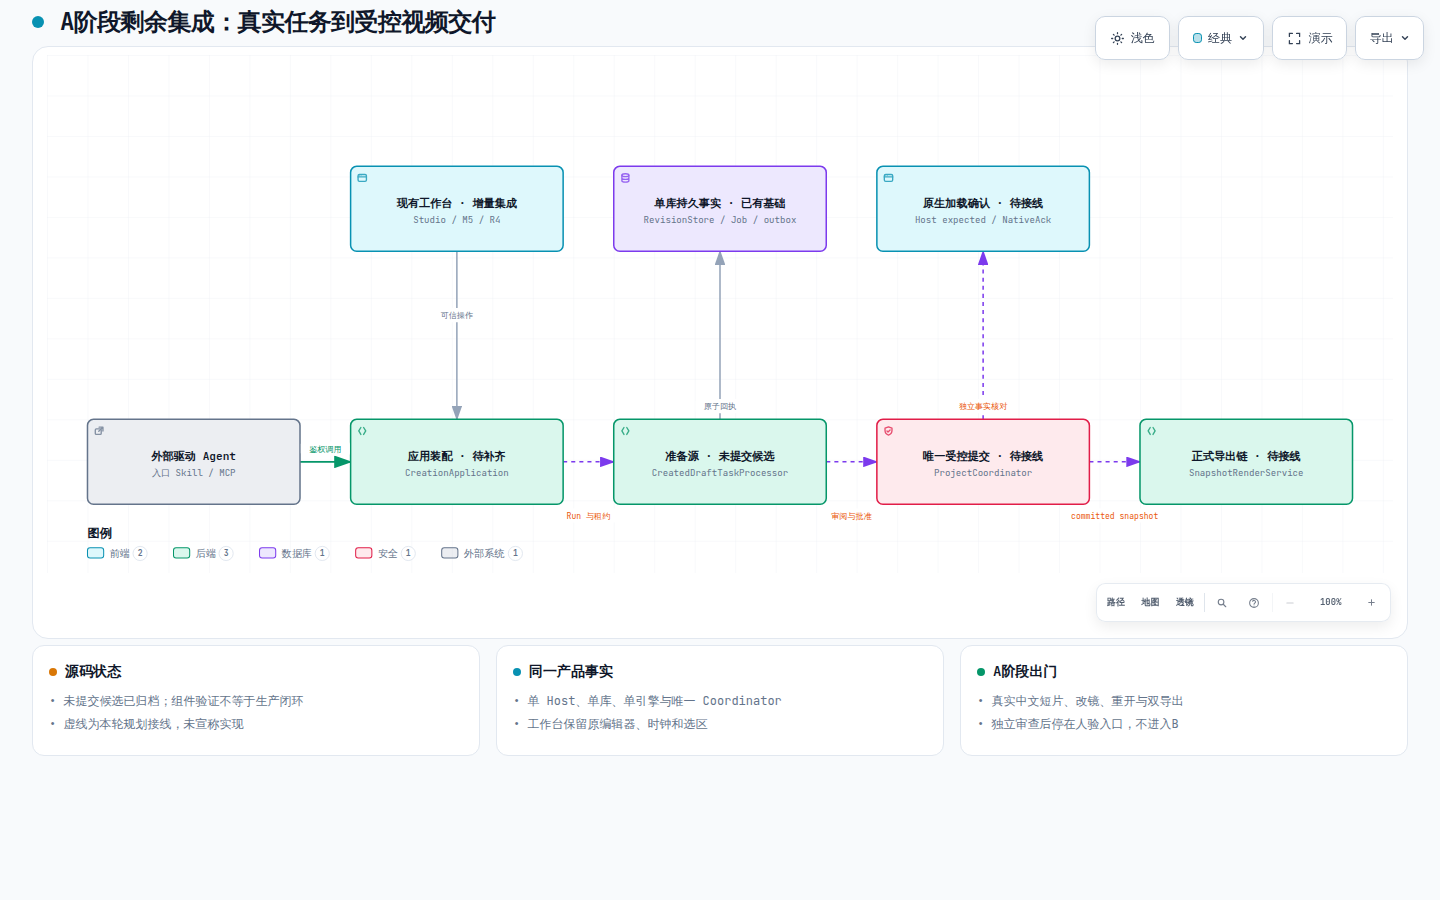 A阶段剩余集成：真实任务到受控视频交付
浅色
经典
演示
导出
现有工作台 · 增量集成
Studio / M5 / R4
单库持久事实 · 已有基础
RevisionStore / Job / outbox
原生加载确认 · 待接线
Host expected / NativeAck
可信操作
原子回执
独立事实核对
外部驱动 Agent
入口 Skill / MCP
鉴权调用
应用装配 · 待补齐
CreationApplication
准备源 · 未提交候选
CreatedDraftTaskProcessor
唯一受控提交 · 待接线
ProjectCoordinator
正式导出链 · 待接线
SnapshotRenderService
Run 与租约
审阅与批准
committed snapshot
图例
前端 2
后端 3
数据库 1
安全 1
外部系统 1
路径
地图
透镜
100%
源码状态
• 未提交候选已归档；组件验证不等于生产闭环
• 虚线为本轮规划接线，未宣称实现
同一产品事实
• 单 Host、单库、单引擎与唯一 Coordinator
• 工作台保留原编辑器、时钟和选区
A阶段出门
• 真实中文短片、改镜、重开与双导出
• 独立审查后停在人验入口，不进入B